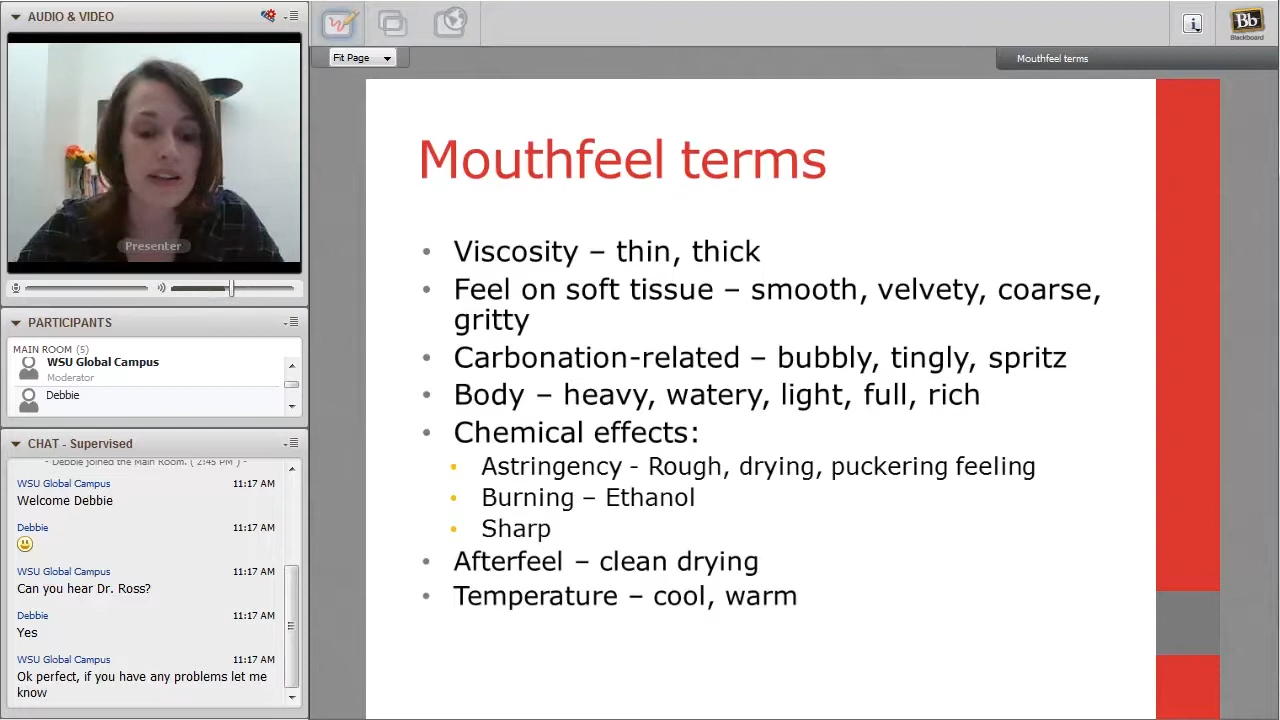 AUDIO & VIDEO
Presenter
PARTICIPANTS
MAIN ROOM (5)
WSU Global Campus
Moderator
Debbie
CHAT - Supervised
- Debbie joined the Main Room. ( 2:45 PM ) -
WSU Global Campus 11:17 AM
Welcome Debbie
Debbie 11:17 AM
WSU Global Campus 11:17 AM
Can you hear Dr. Ross?
Debbie 11:17 AM
Yes
WSU Global Campus 11:17 AM
Ok perfect, if you have any problems let me
know
Fit Page
Bb
Blackboard
Mouthfeel terms
Mouthfeel terms
• Viscosity – thin, thick
• Feel on soft tissue – smooth, velvety, coarse,
gritty
• Carbonation-related – bubbly, tingly, spritz
• Body – heavy, watery, light, full, rich
• Chemical effects:
• Astringency - Rough, drying, puckering feeling
• Burning – Ethanol
• Sharp
• Afterfeel – clean drying
• Temperature – cool, warm